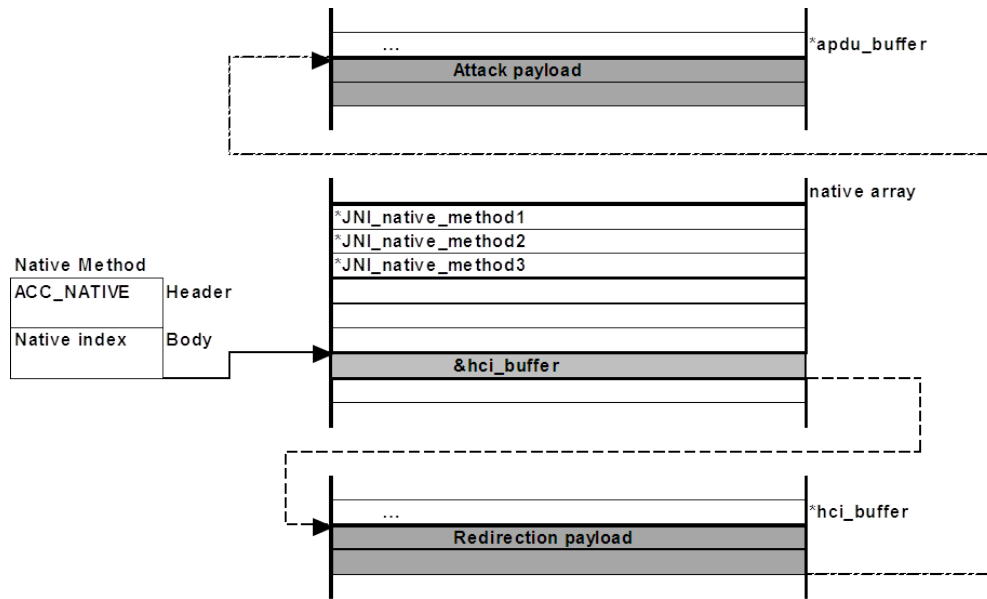 ...
*apdu_buffer
Attack payload
native array
*JNI_native_method1
*JNI_native_method2
*JNI_native_method3
Native Method
ACC_NATIVE
Header
Native index
Body
&hci_buffer
...
*hci_buffer
Redirection payload